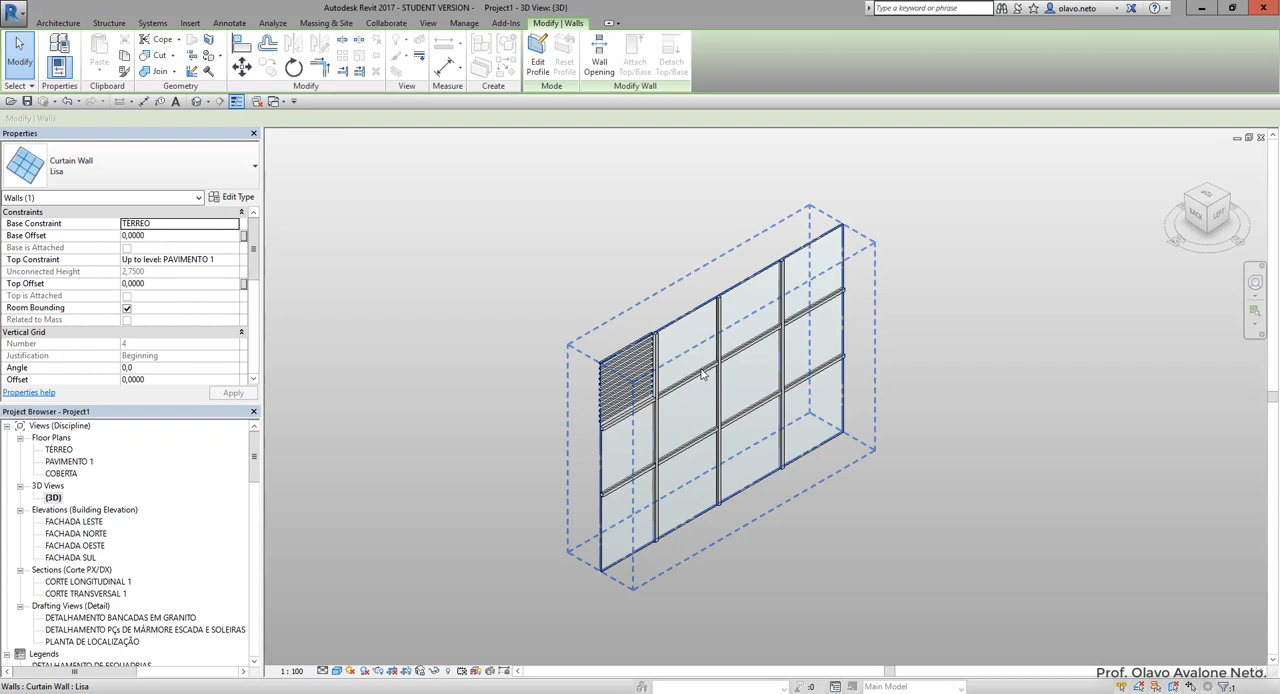 Autodesk Revit 2017 - STUDENT VERSION - Project1 - 3D View: {3D}
Type a keyword or phrase
olavo.neto
Architecture Structure Systems Insert Annotate Analyze Massing & Site Collaborate View Manage Add-Ins Modify | Walls
Modify
Paste
Cope
Cut
Join
Edit Profile
Reset Profile
Wall Opening
Attach Top/Base
Detach Top/Base
Select Properties Clipboard Geometry Modify View Measure Create Mode Modify Wall
Modify | Walls
Properties
Curtain Wall
Lisa
Walls (1) Edit Type
Constraints
Base Constraint TÉRREO
Base Offset 0,0000
Base is Attached
Top Constraint Up to level: PAVIMENTO 1
Unconnected Height 2,7500
Top Offset 0,0000
Top is Attached
Room Bounding
Related to Mass
Vertical Grid
Number 4
Justification Beginning
Angle 0,0
Offset 0,0000
Properties help Apply
Project Browser - Project1
Views (Discipline)
Floor Plans
TÉRREO
PAVIMENTO 1
COBERTA
3D Views
{3D}
Elevations (Building Elevation)
FACHADA LESTE
FACHADA NORTE
FACHADA OESTE
FACHADA SUL
Sections (Corte PX/DX)
CORTE LONGITUDINAL 1
CORTE TRANSVERSAL 1
Drafting Views (Detail)
DETALHAMENTO BANCADAS EM GRANITO
DETALHAMENTO PÇs DE MÁRMORE ESCADA E SOLEIRAS
PLANTA DE LOCALIZAÇÃO
Legends
DETALHAMENTO DE ESQUADRIAS
BACK LEFT
1 : 100
Prof. Olavo Avalone Neto.
Walls : Curtain Wall : Lisa
:0
Main Model
:1